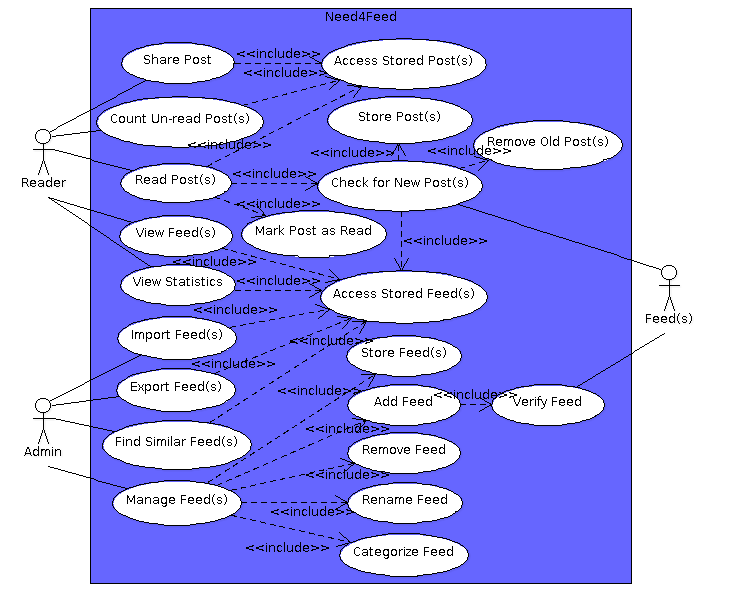 Need4Feed
Share Post
<<include>>
Access Stored Post(s)
<<include>>
Count Un-read Post(s)
Store Post(s)
<<include>>
<<include>>
<<include>>
Remove Old Post(s)
Reader
Read Post(s)
<<include>>
Check for New Post(s)
<<include>>
View Feed(s)
Mark Post as Read
<<include>>
<<include>>
View Statistics
<<include>>
Access Stored Feed(s)
<<include>>
Feed(s)
Import Feed(s)
<<include>>
Store Feed(s)
<<include>>
Export Feed(s)
<<include>>
Add Feed
<<include>>
Verify Feed
Admin
Find Similar Feed(s)
<<include>>
Remove Feed
<<include>>
Manage Feed(s)
Rename Feed
<<include>>
<<include>>
Categorize Feed